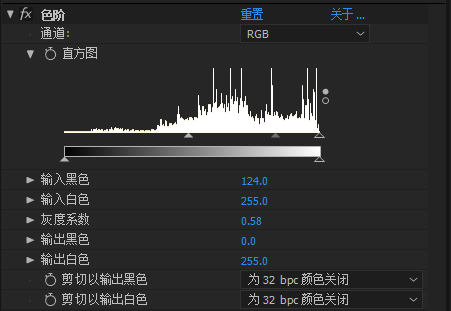 fx 色阶 重置 关于 ...
通道: RGB
直方图
输入黑色 124.0
输入白色 255.0
灰度系数 0.58
输出黑色 0.0
输出白色 255.0
剪切以输出黑色 为 32 bpc 颜色关闭
剪切以输出白色 为 32 bpc 颜色关闭